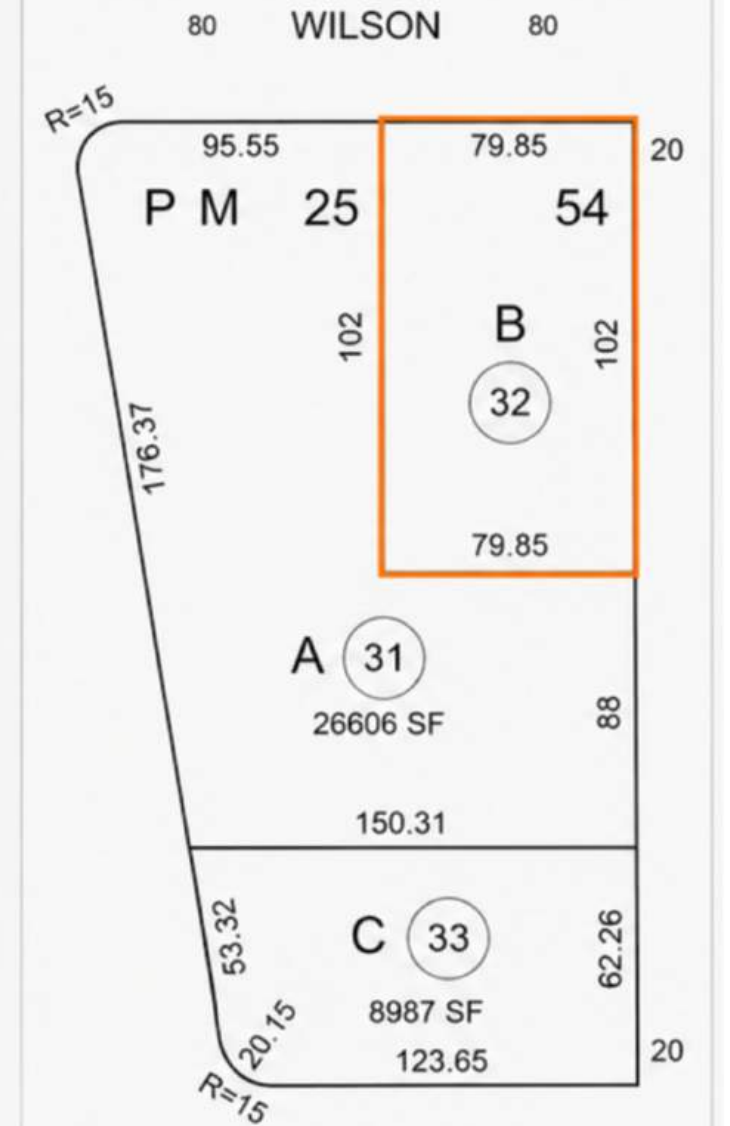 80 WILSON 80
R=15
95.55 79.85 20
P M 25 54
102 B 102
32
176.37
79.85
A 31
26606 SF
88
150.31
53.32 C 33 62.26
8987 SF
20.15 123.65 20
R=15